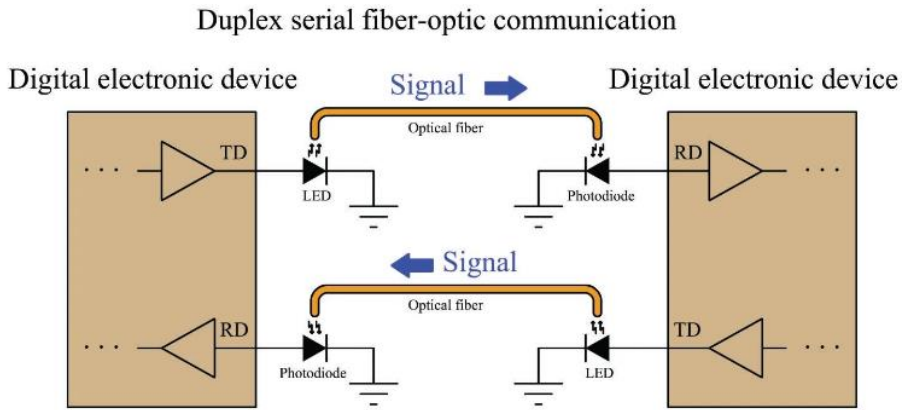 Duplex serial fiber-optic communication
Digital electronic device
Signal
Digital electronic device
Optical fiber
TD
LED
Photodiode
RD
Signal
Optical fiber
RD
Photodiode
LED
TD